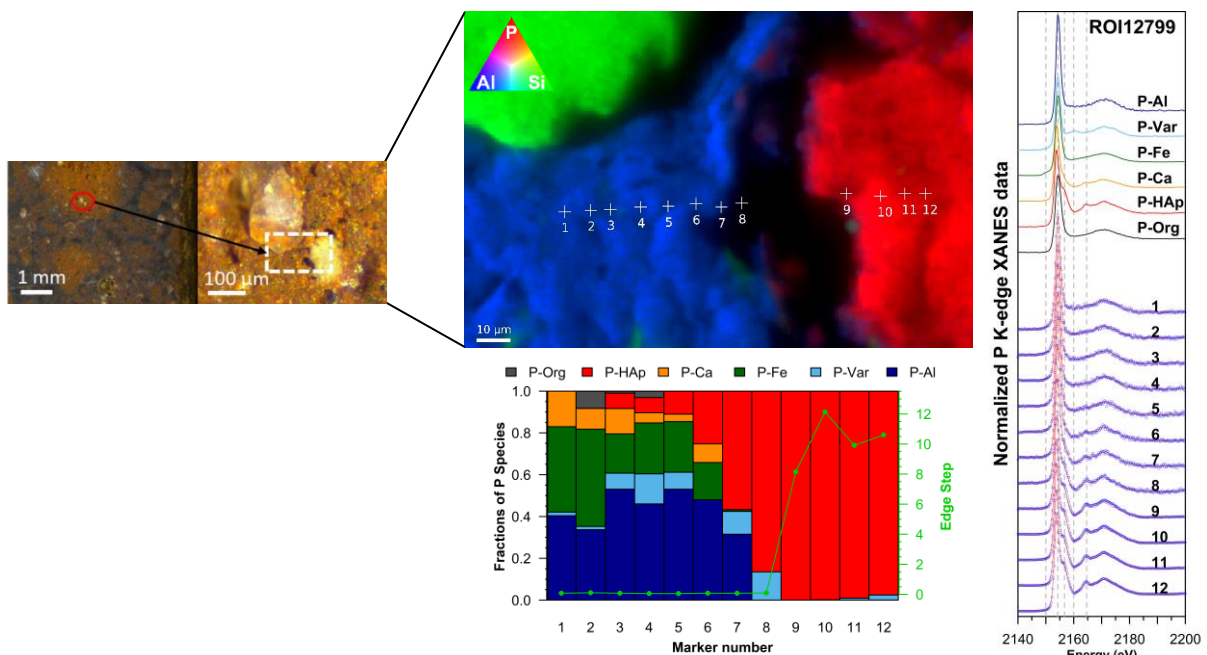 1 mm
100 µm
P
Al
Si
1
2
3
4
5
6
7
8
9
10
11
12
10 µm
P-Org
P-HAp
P-Ca
P-Fe
P-Var
P-Al
Fractions of P Species
1.0
0.8
0.6
0.4
0.2
0.0
12
10
8
6
4
2
0
Edge Step
1 2 3 4 5 6 7 8 9 10 11 12
Marker number
ROI12799
Normalized P K-edge XANES data
P-Al
P-Var
P-Fe
P-Ca
P-HAp
P-Org
1
2
3
4
5
6
7
8
9
10
11
12
2140 2160 2180 2200
Energy (eV)